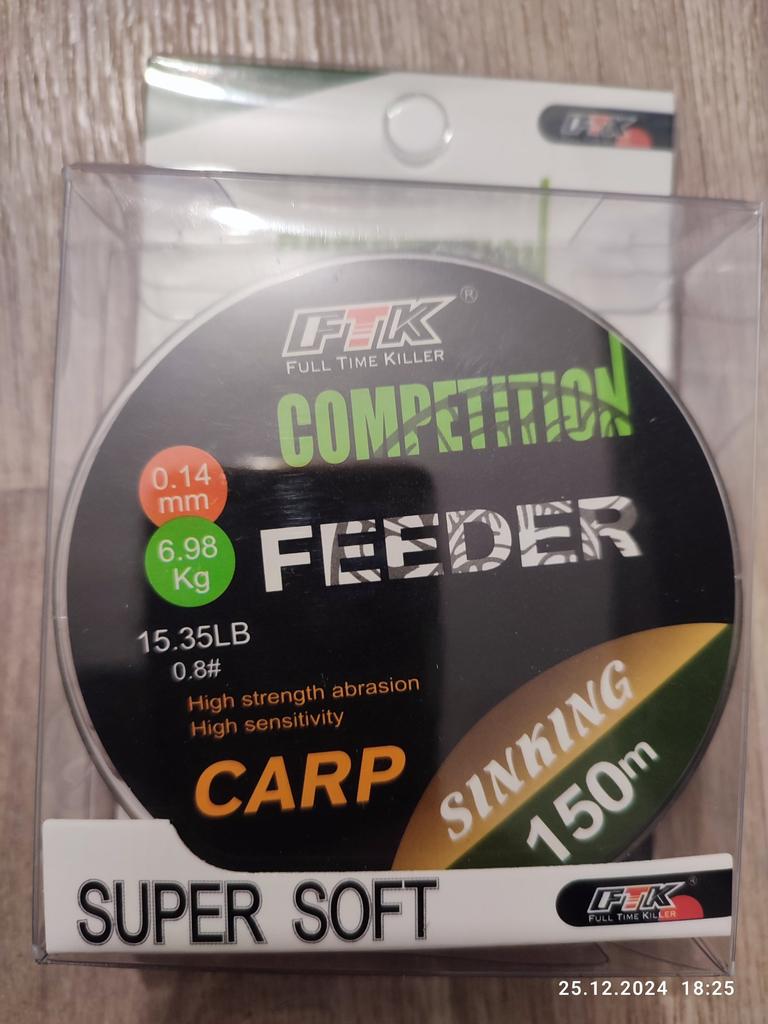 FTK
FTK ®
FULL TIME KILLER
COMPETITION
0.14
mm
6.98
Kg
FEEDER
15.35LB
0.8#
High strength abrasion
High sensitivity
CARP
SINKING
150m
SUPER SOFT
FTK ®
FULL TIME KILLER
25.12.2024 18:25